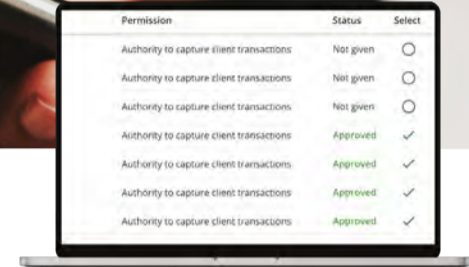 Permission Status Select
Authority to capture client transactions Not given
Authority to capture client transactions Not given
Authority to capture client transactions Not given
Authority to capture client transactions Approved
Authority to capture client transactions Approved
Authority to capture client transactions Approved
Authority to capture client transactions Approved